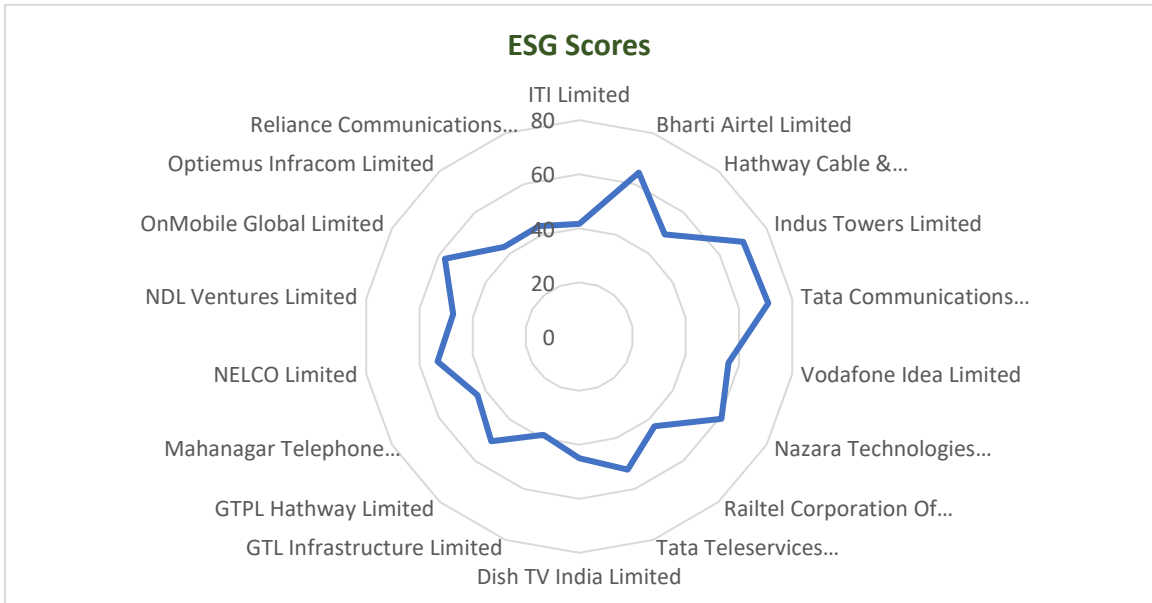 ESG Scores
ITI Limited
Bharti Airtel Limited
Hathway Cable &...
Indus Towers Limited
Tata Communications...
Vodafone Idea Limited
Nazara Technologies...
Railtel Corporation Of...
Tata Teleservices...
Dish TV India Limited
GTL Infrastructure Limited
GTPL Hathway Limited
Mahanagar Telephone...
NELCO Limited
NDL Ventures Limited
OnMobile Global Limited
Optiemus Infracom Limited
Reliance Communications...
80
60
40
20
0